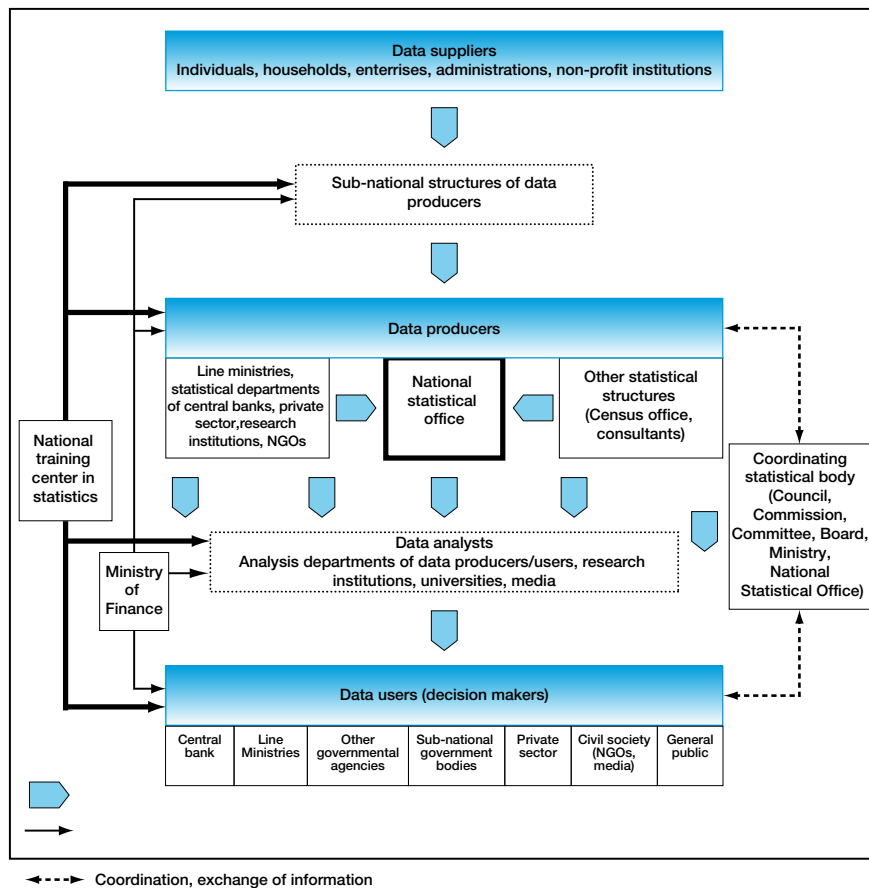 Data suppliers
Individuals, households, enterrises, administrations, non-profit institutions
Sub-national structures of data
producers
Data producers
Line ministries,
statistical departments
of central banks, private
sector,research
institutions, NGOs
National
statistical
office
Other statistical
structures
(Census office,
consultants)
National
training
center in
statistics
Coordinating
statistical body
(Council,
Commission,
Committee, Board,
Ministry,
National
Statistical Office)
Data analysts
Analysis departments of data producers/users, research
institutions, universities, media
Ministry
of
Finance
Data users (decision makers)
Central
bank
Line
Ministries
Other
governmental
agencies
Sub-national
government
bodies
Private
sector
Civil society
(NGOs,
media)
General
public
Coordination, exchange of information